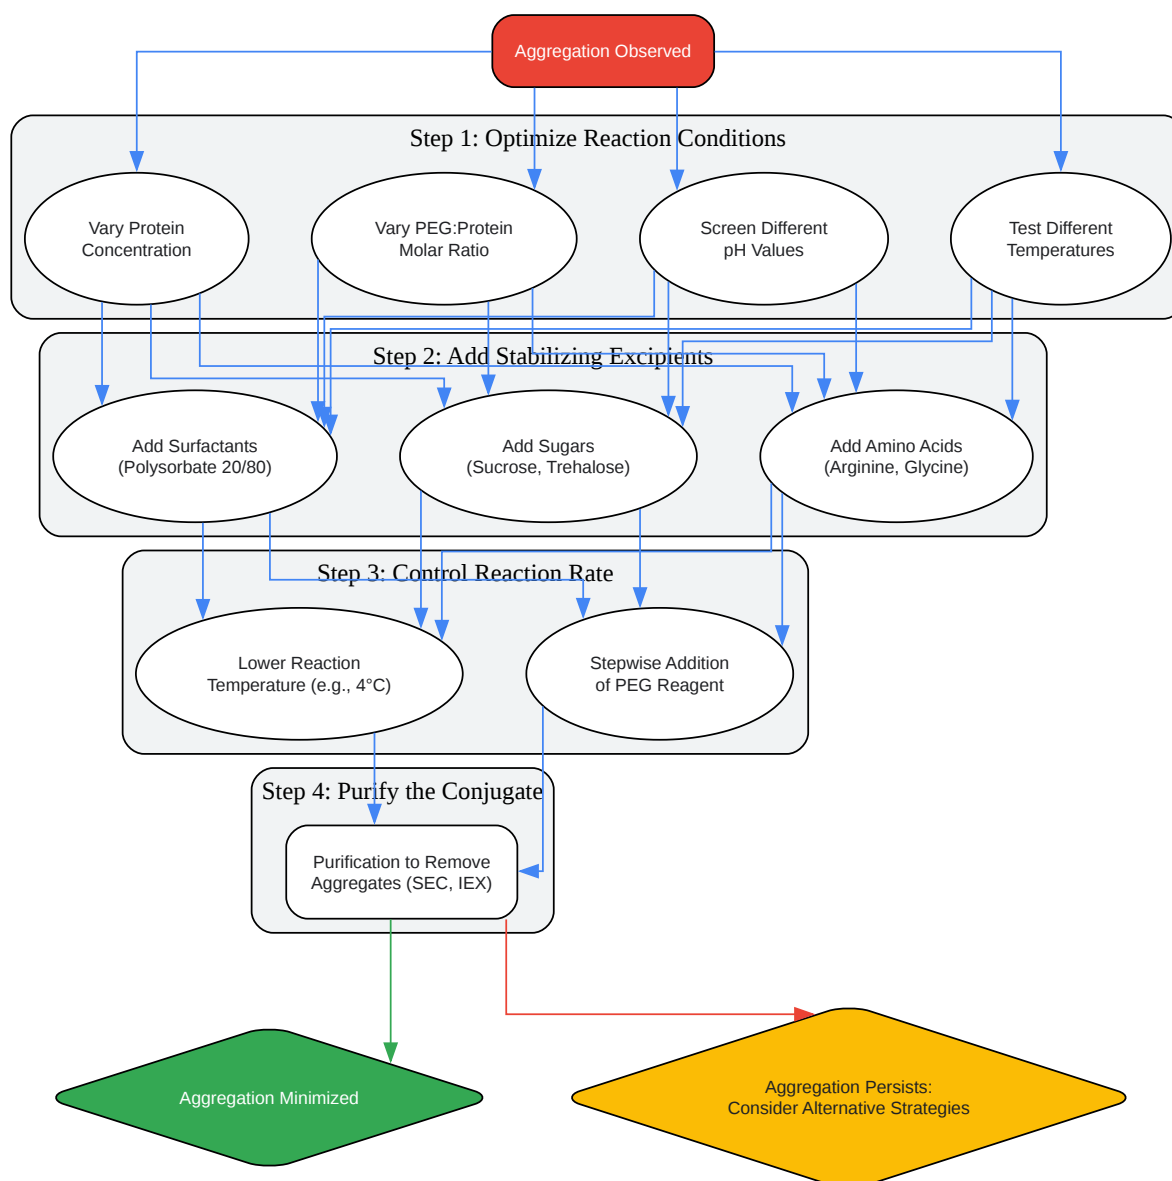 Aggregation Observed
Step 1: Optimize Reaction Conditions
Vary Protein
Concentration
Vary PEG:Protein
Molar Ratio
Screen Different
pH Values
Test Different
Temperatures
Step 2: Add Stabilizing Excipients
Add Surfactants
(Polysorbate 20/80)
Add Sugars
(Sucrose, Trehalose)
Add Amino Acids
(Arginine, Glycine)
Step 3: Control Reaction Rate
Lower Reaction
Temperature (e.g., 4°C)
Stepwise Addition
of PEG Reagent
Step 4: Purify the Conjugate
Purification to Remove
Aggregates (SEC, IEX)
Aggregation Minimized
Aggregation Persists:
Consider Alternative Strategies